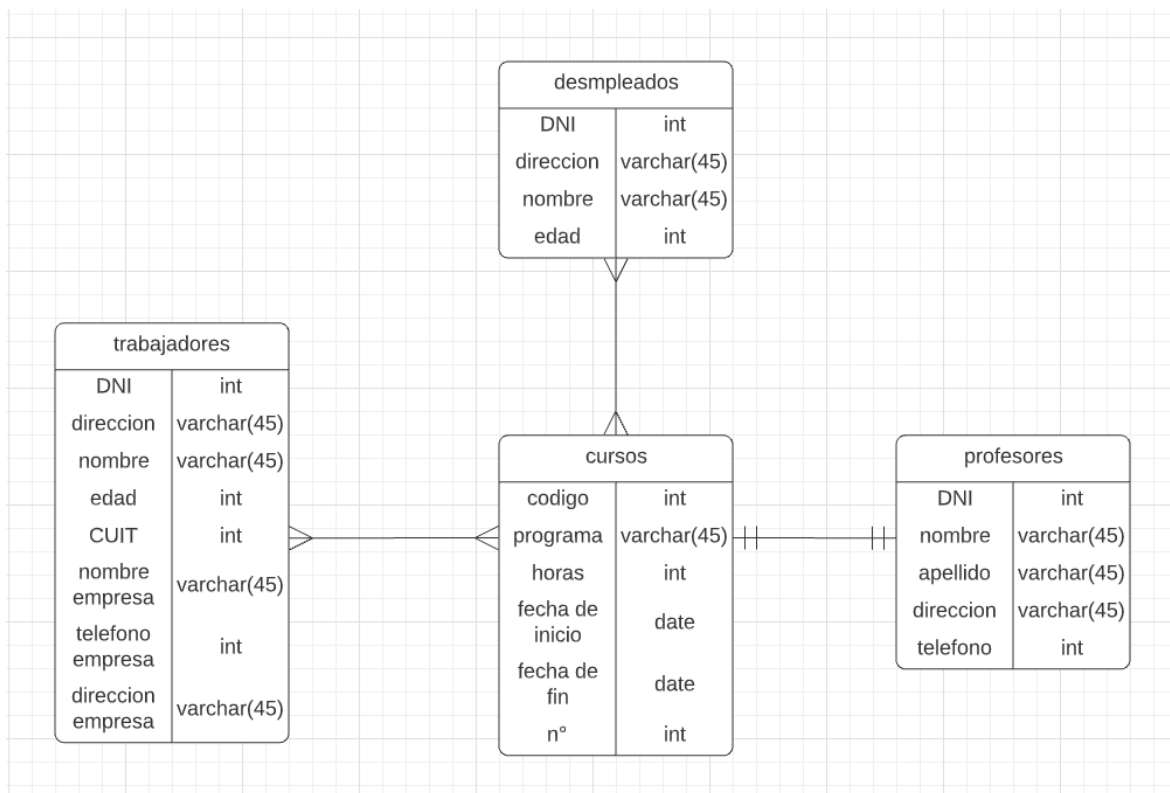 desmpleados
DNI int
direccion varchar(45)
nombre varchar(45)
edad int
trabajadores
DNI int
direccion varchar(45)
nombre varchar(45)
edad int
CUIT int
nombre
empresa varchar(45)
telefono
empresa int
direccion
empresa varchar(45)
cursos
codigo int
programa varchar(45)
horas int
fecha de
inicio date
fecha de
fin date
n° int
profesores
DNI int
nombre varchar(45)
apellido varchar(45)
direccion varchar(45)
telefono int